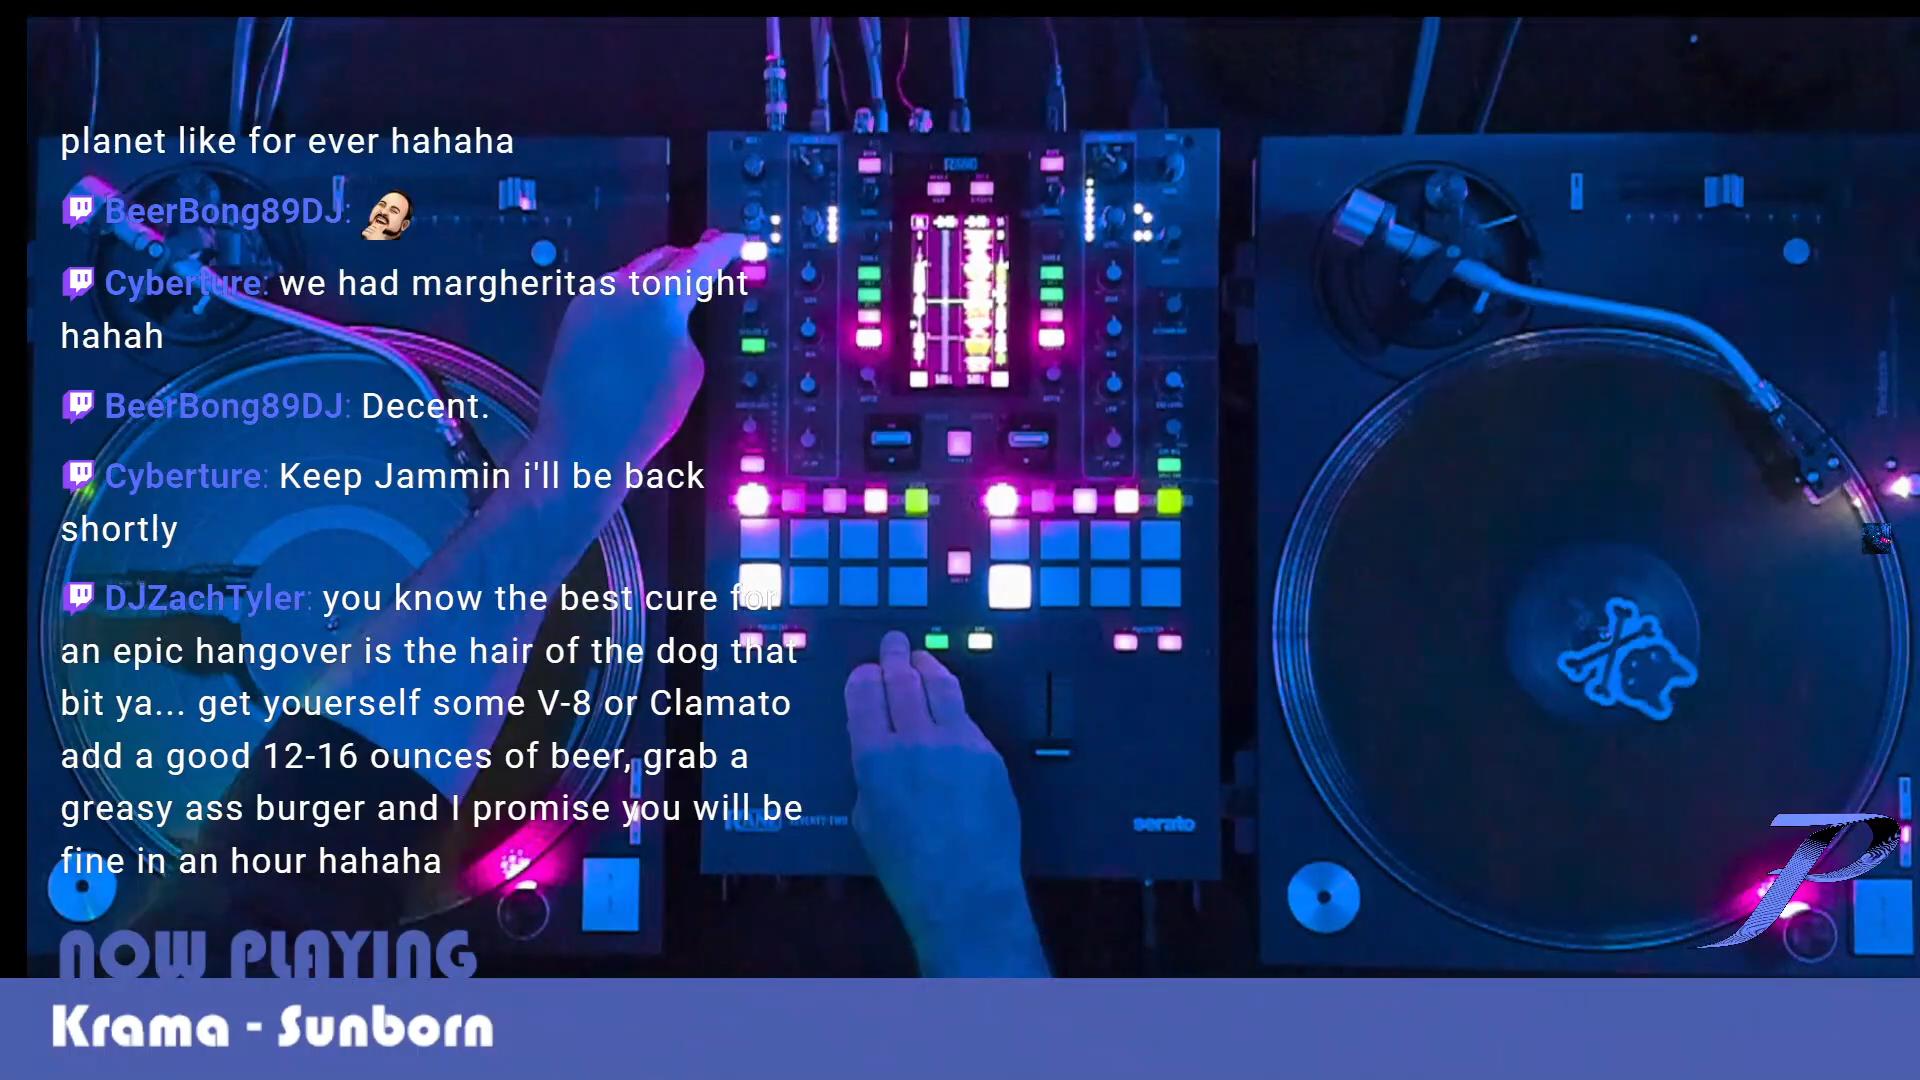 planet like for ever hahaha
BeerBong89DJ:
Cyberture: we had margheritas tonight
hahah
BeerBong89DJ: Decent.
Cyberture: Keep Jammin i'll be back
shortly
DJZachTyler: you know the best cure for
an epic hangover is the hair of the dog that
bit ya... get youerself some V-8 or Clamato
add a good 12-16 ounces of beer, grab a
greasy ass burger and I promise you will be
fine in an hour hahaha
RANE
serato
P
NOW PLAYING
Krama - Sunborn